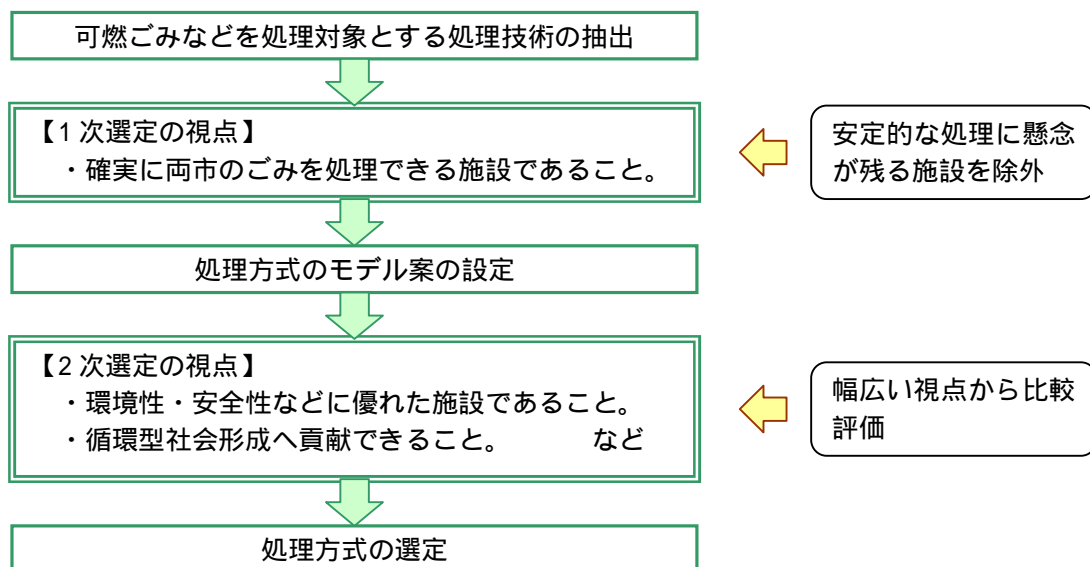 可燃ごみなどを処理対象とする処理技術の抽出
【1次選定の視点】
・確実に両市のごみを処理できる施設であること。
安定的な処理に懸念
が残る施設を除外
処理方式のモデル案の設定
【2次選定の視点】
・環境性・安全性などに優れた施設であること。
・循環型社会形成へ貢献できること。 など
幅広い視点から比較
評価
処理方式の選定